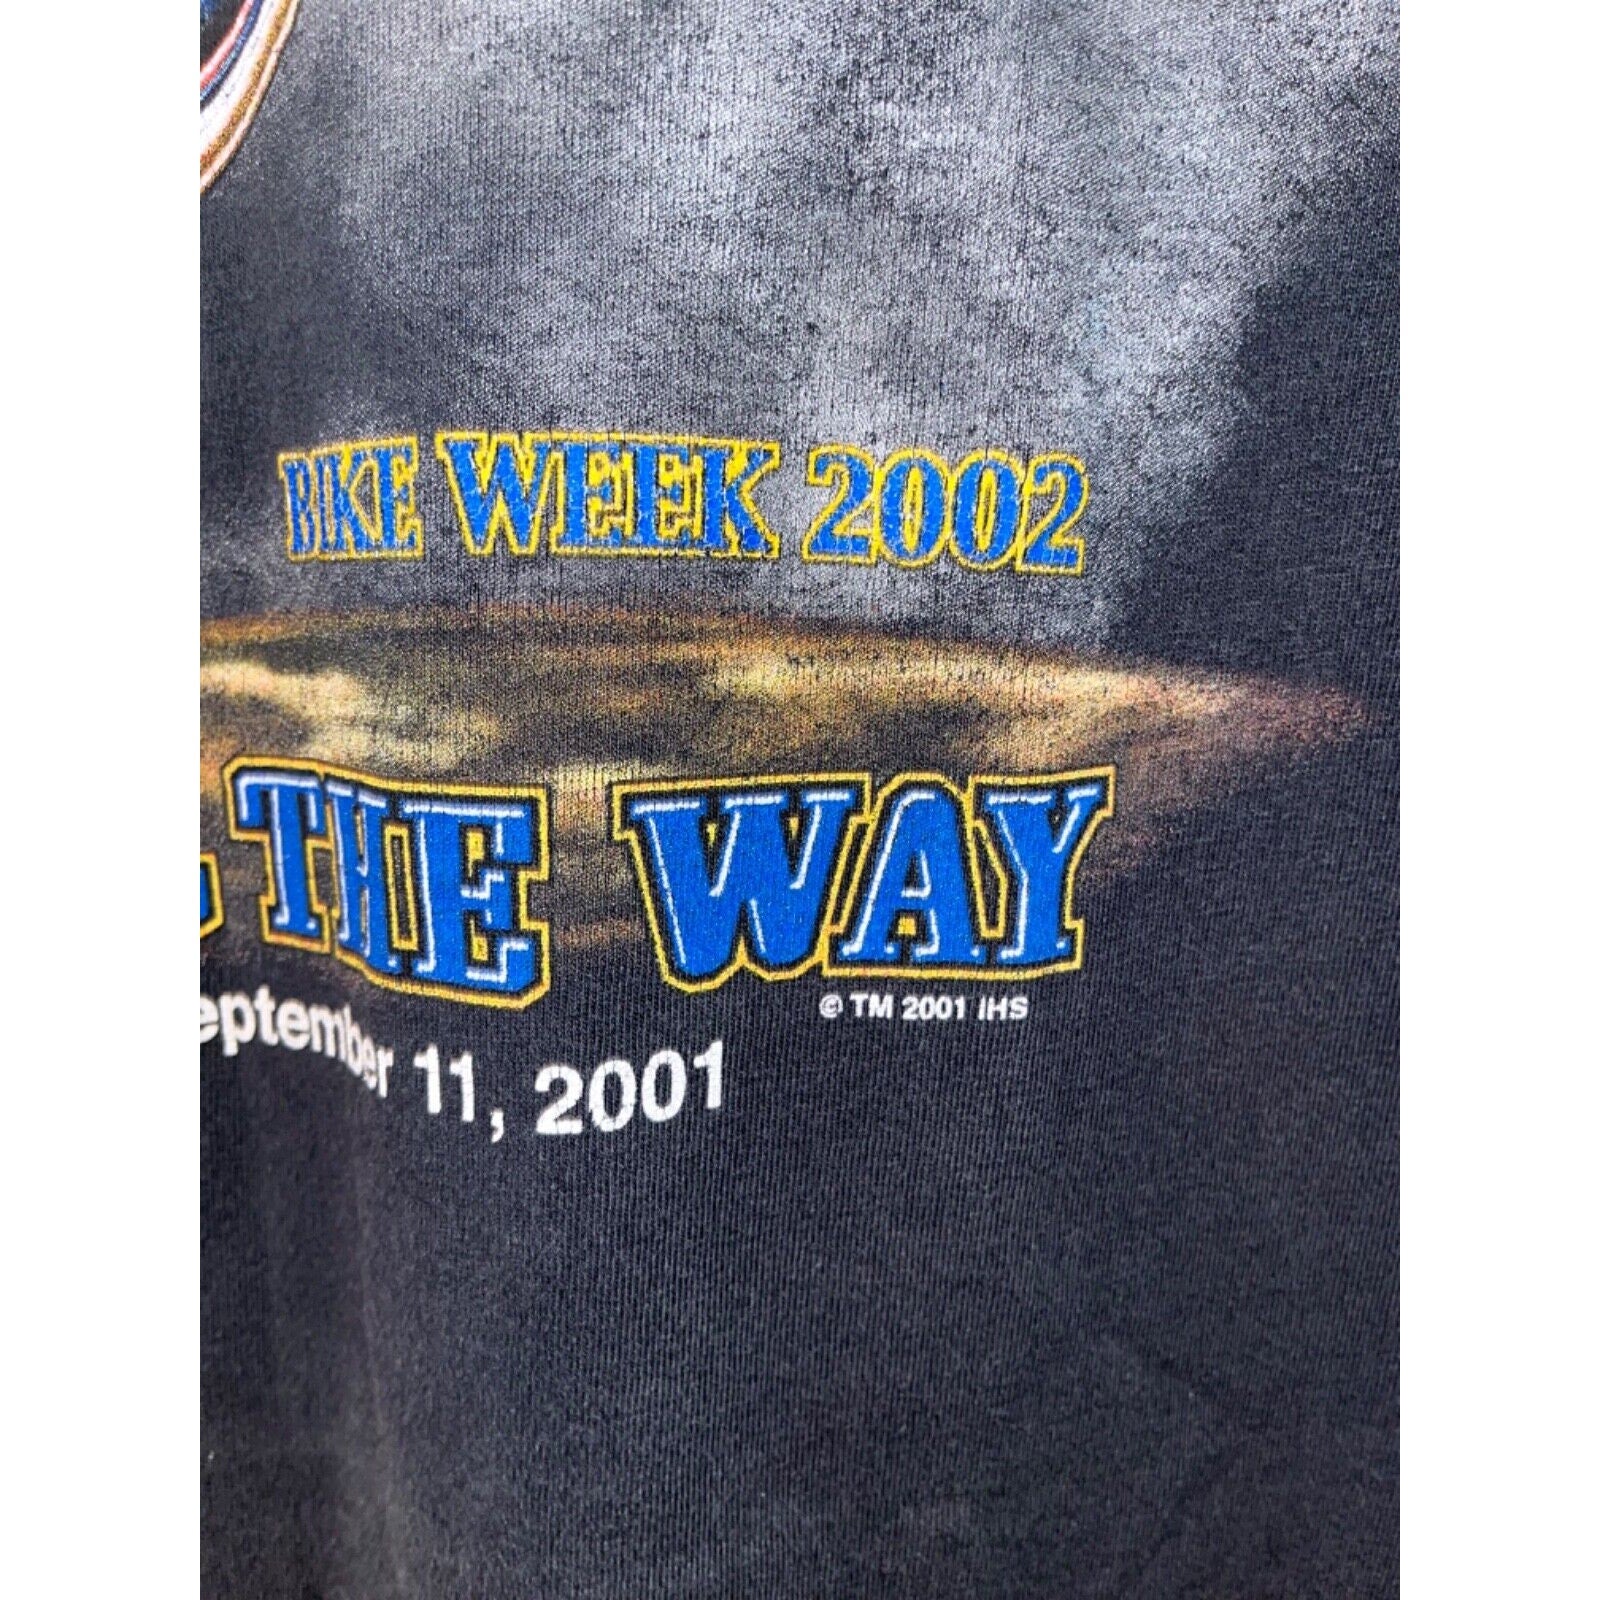 BIKE WEEK 2002
THE WAY
© TM 2001 IHS
eptember 11, 2001